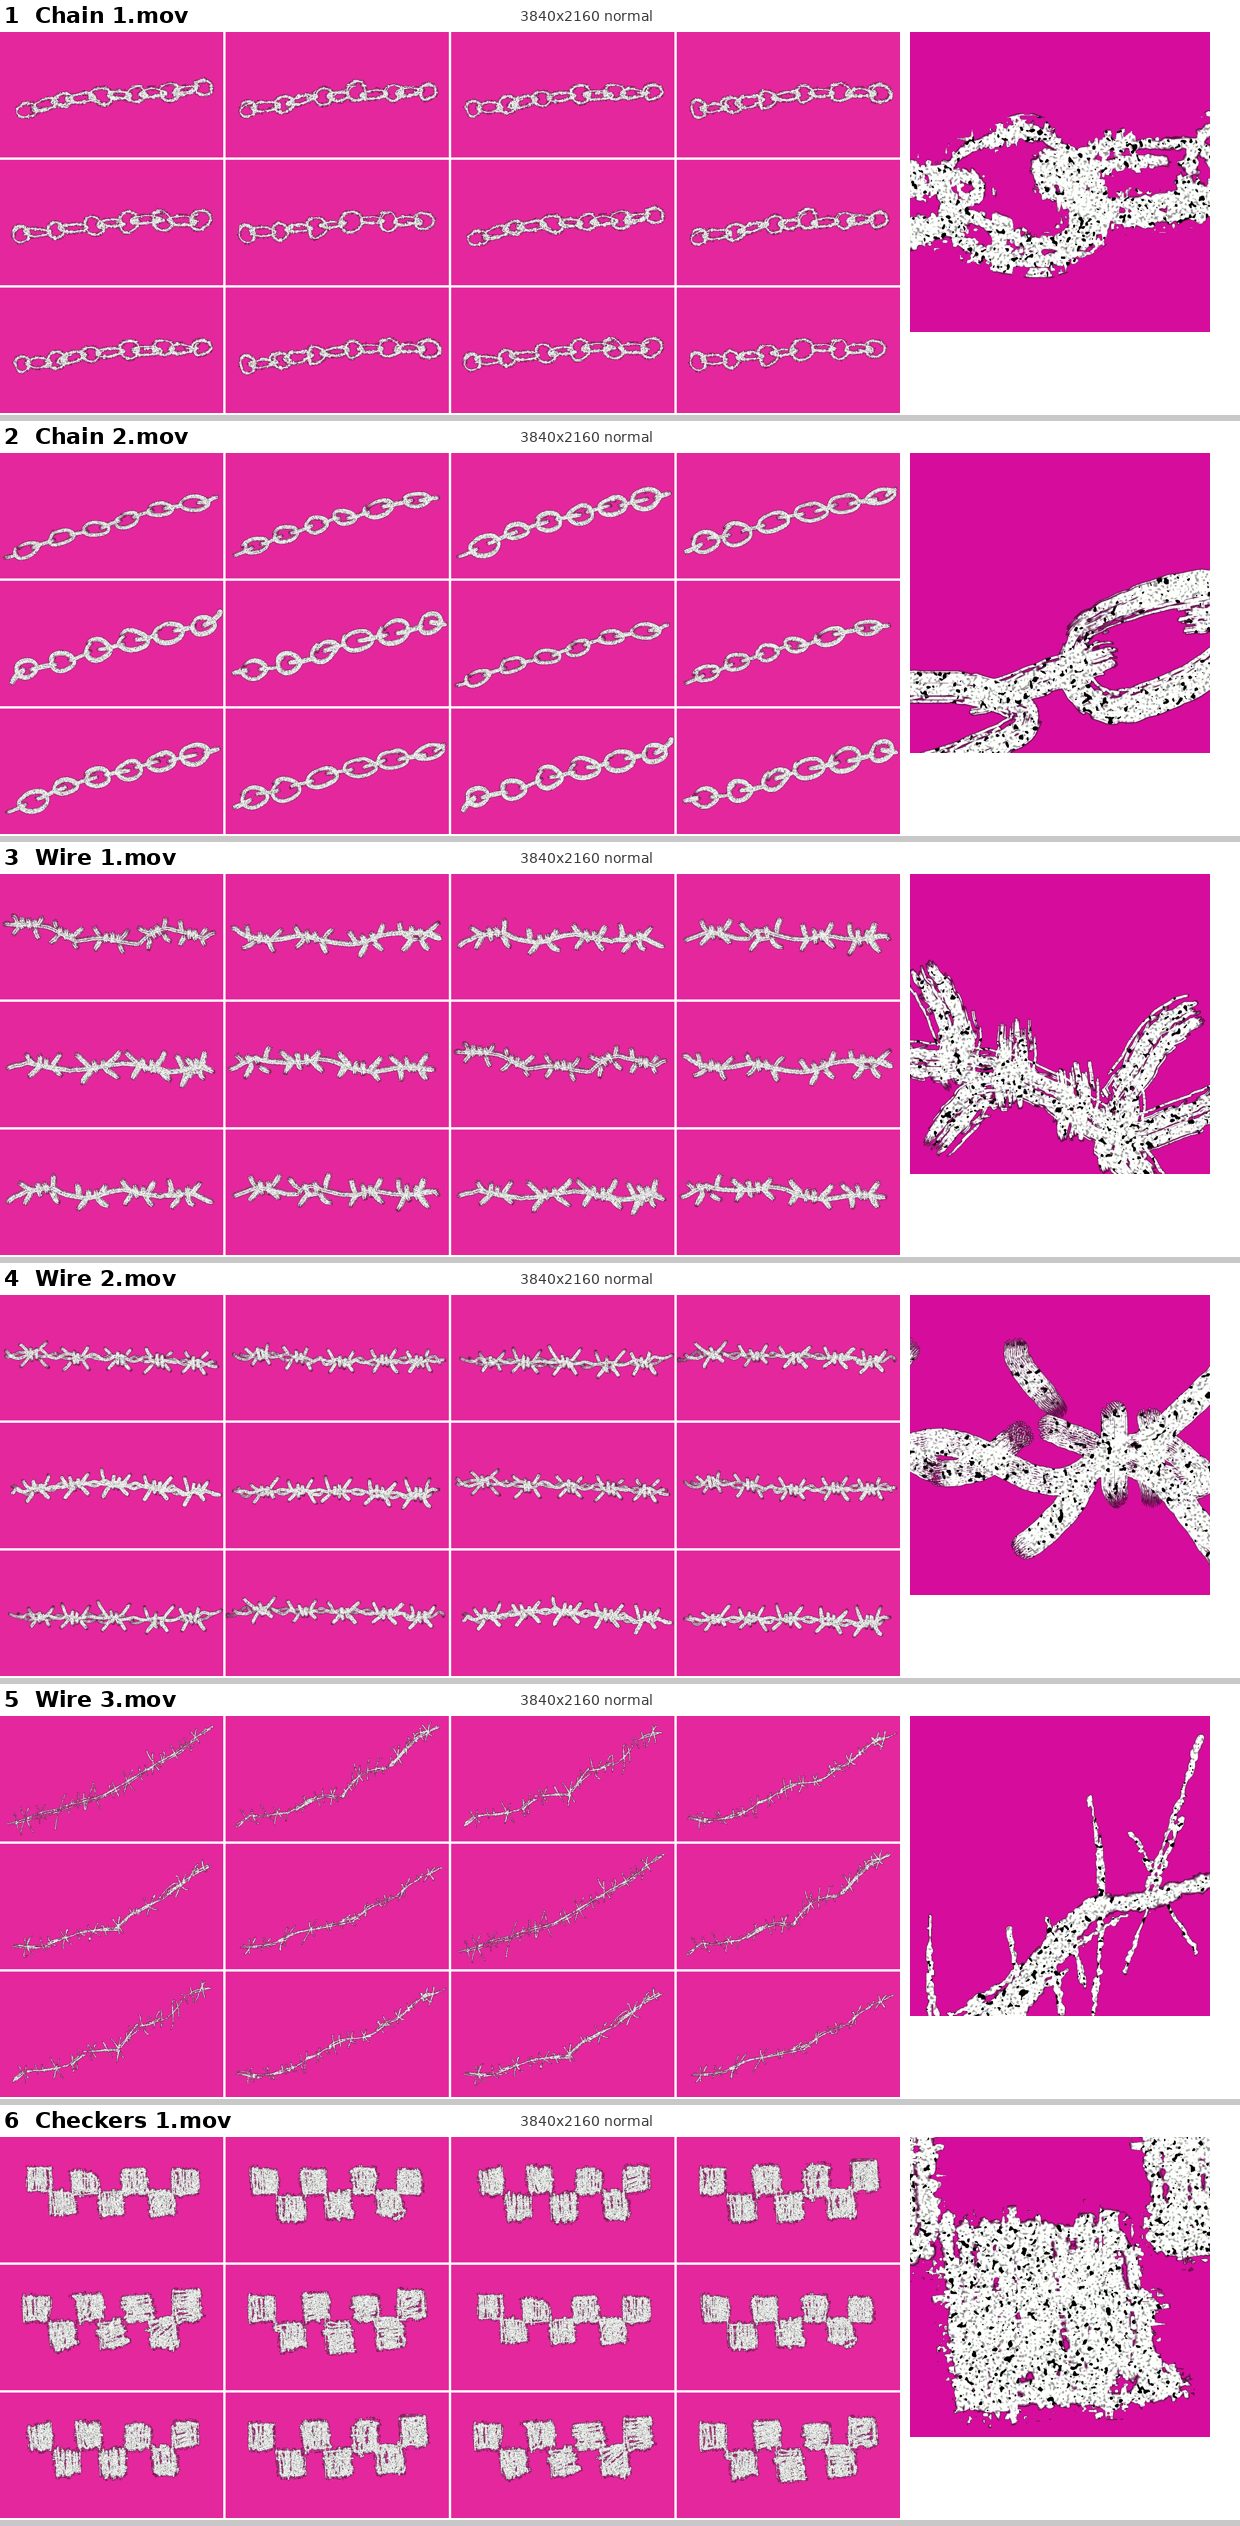 1 Chain 1.mov 3840x2160 normal
2 Chain 2.mov 3840x2160 normal
3 Wire 1.mov 3840x2160 normal
4 Wire 2.mov 3840x2160 normal
5 Wire 3.mov 3840x2160 normal
6 Checkers 1.mov 3840x2160 normal